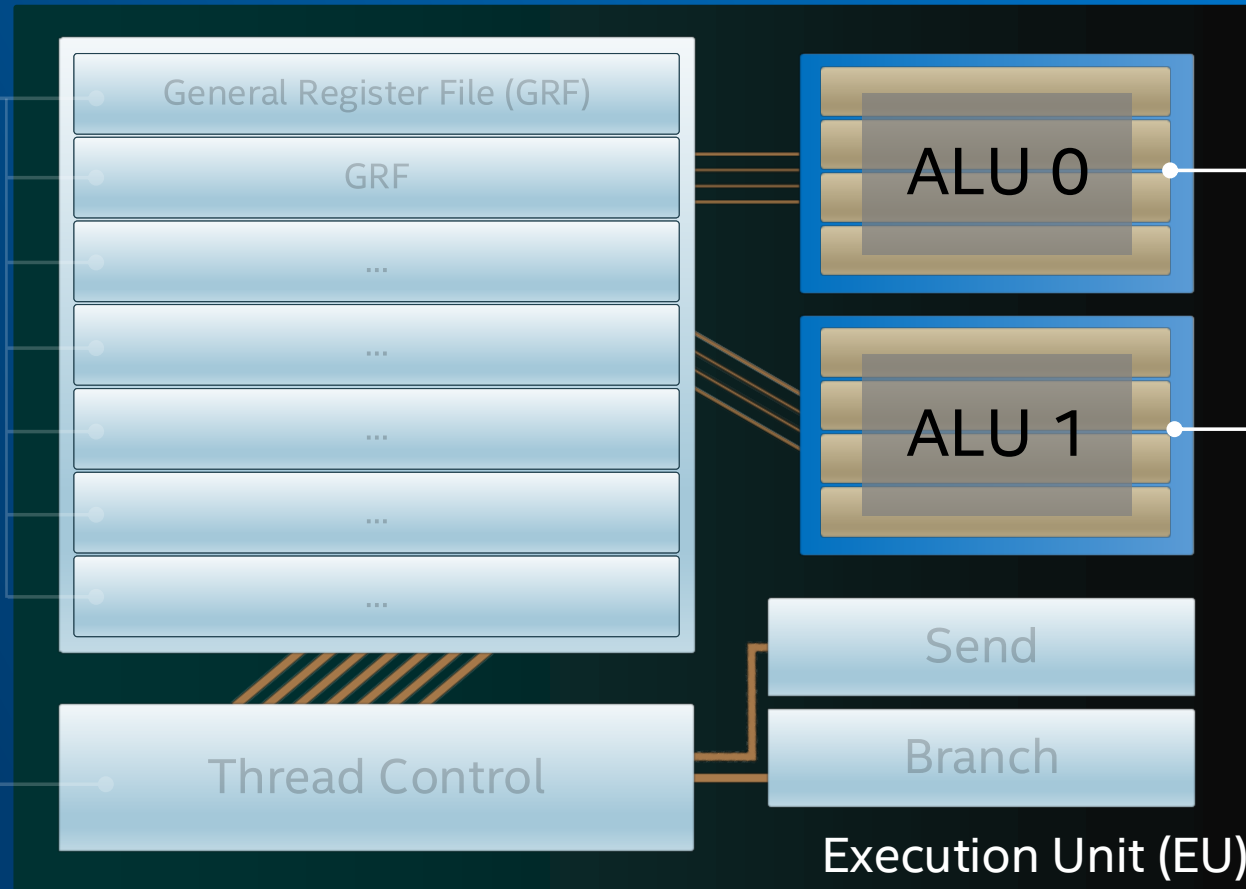 General Register File (GRF)
GRF
...
...
...
...
...
ALU 0
ALU 1
Send
Branch
Thread Control
Execution Unit (EU)